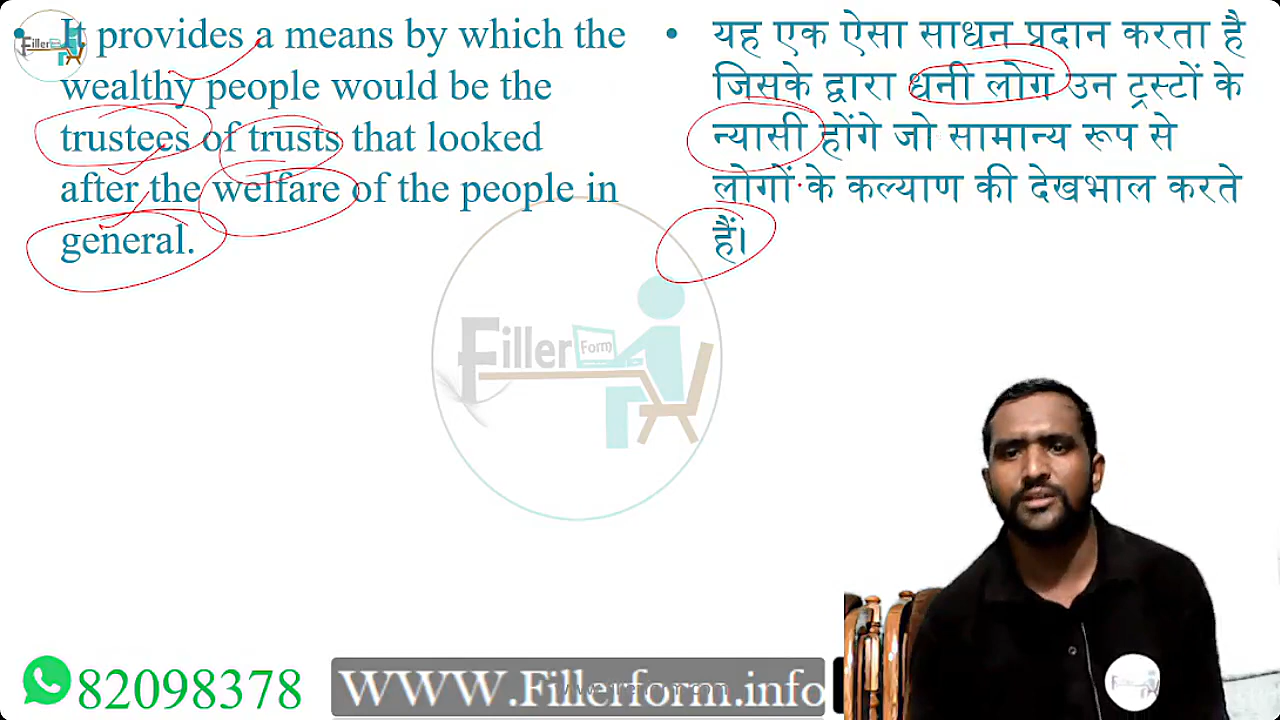 • It provides a means by which the
wealthy people would be the
trustees of trusts that looked
after the welfare of the people in
general.
• यह एक ऐसा साधन प्रदान करता है
जिसके द्वारा धनी लोग उन ट्रस्टों के
न्यासी होंगे जो सामान्य रूप से
लोगों के कल्याण की देखभाल करते
हैं।
Filler Form
82098378
www.Fillerform.info